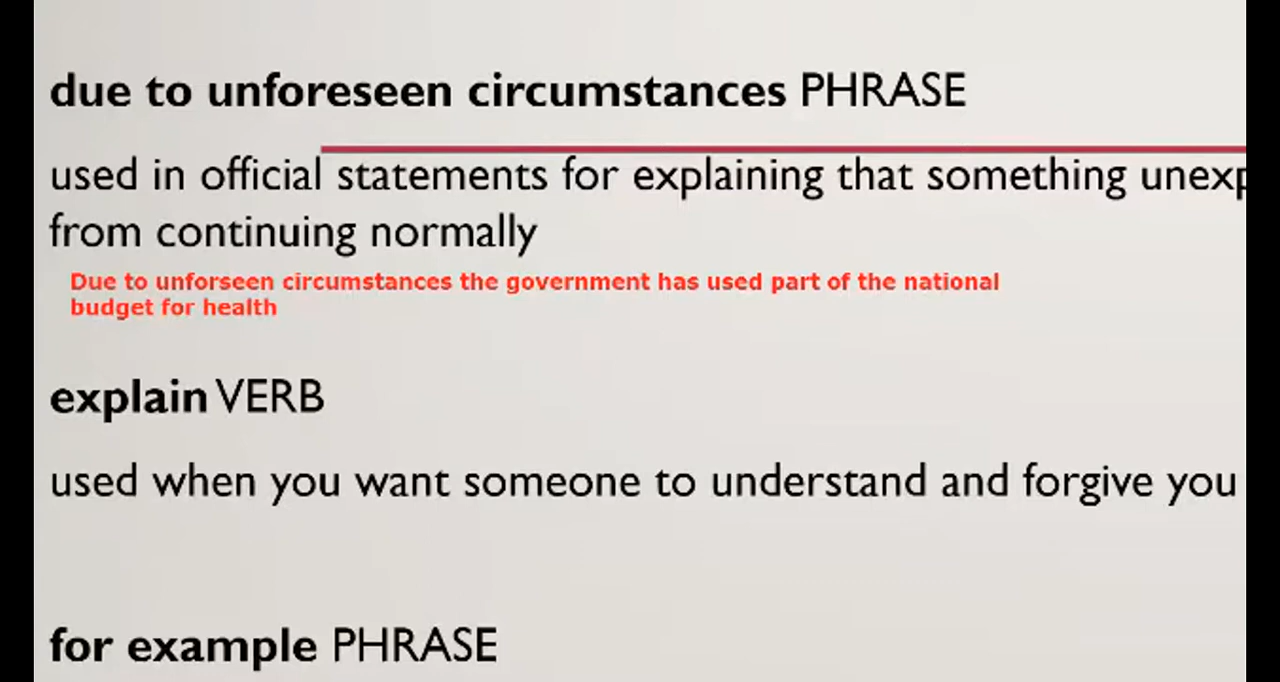 due to unforeseen circumstances PHRASE
used in official statements for explaining that something
from continuing normally
Due to unforseen circumstances the government has used part of the national
budget for health
explain VERB
used when you want someone to understand and forgive you
for example PHRASE